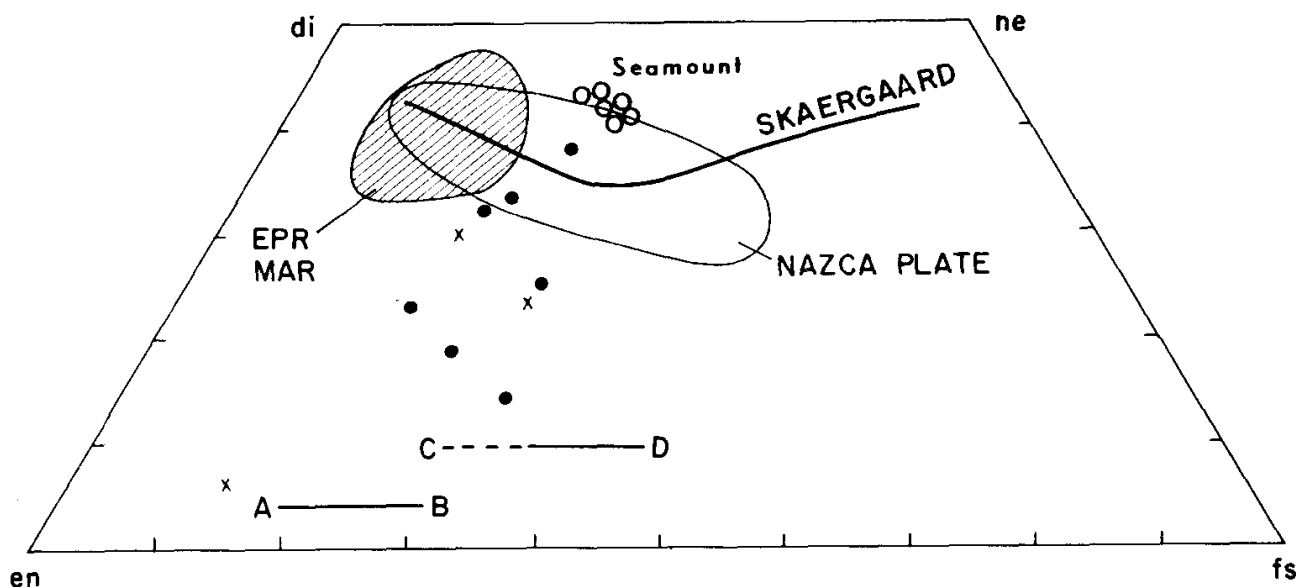 di
ne
Seamount
SKAERGAARD
EPR
MAR
NAZCA PLATE
C
D
A
B
en
fs